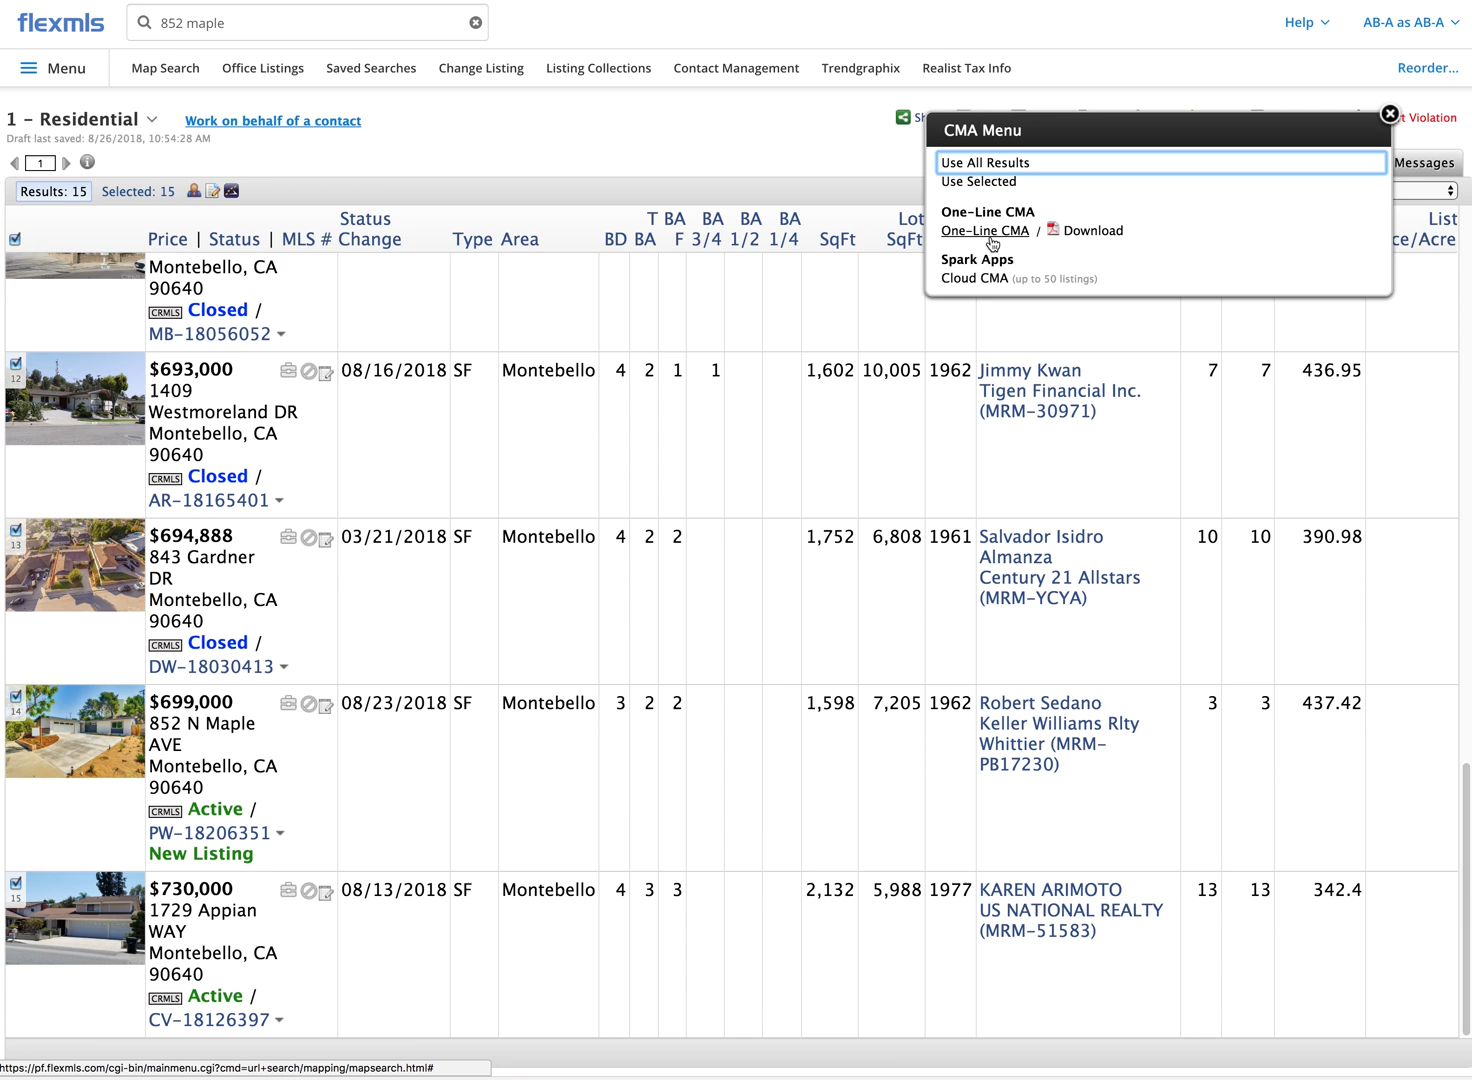 flexmls
852 maple
Help
AB-A as AB-A
Menu
Map Search
Office Listings
Saved Searches
Change Listing
Listing Collections
Contact Management
Trendgraphix
Realist Tax Info
Reorder...
1 - Residential
Work on behalf of a contact
Draft last saved: 8/26/2018, 10:54:28 AM
1
Violation
Messages
Results: 15
Selected: 15
CMA Menu
Use All Results
Use Selected
One-Line CMA
One-Line CMA / Download
Spark Apps
Cloud CMA (up to 50 listings)
Price | Status | MLS #
Status
Change
Type
Area
BD
T
BA
BA
F
BA
3/4
BA
1/2
BA
1/4
SqFt
Lot
SqFt
List
ce/Acre
Montebello, CA
90640
CRMLS Closed /
MB-18056052
12
$693,000
1409
Westmoreland DR
Montebello, CA
90640
CRMLS Closed /
AR-18165401
08/16/2018 SF Montebello 4 2 1 1 1,602 10,005 1962
Jimmy Kwan
Tigen Financial Inc.
(MRM-30971)
7 7 436.95
13
$694,888
843 Gardner
DR
Montebello, CA
90640
CRMLS Closed /
DW-18030413
03/21/2018 SF Montebello 4 2 2 1,752 6,808 1961
Salvador Isidro
Almanza
Century 21 Allstars
(MRM-YCYA)
10 10 390.98
14
$699,000
852 N Maple
AVE
Montebello, CA
90640
CRMLS Active /
PW-18206351
New Listing
08/23/2018 SF Montebello 3 2 2 1,598 7,205 1962
Robert Sedano
Keller Williams Rlty
Whittier (MRM-
PB17230)
3 3 437.42
15
$730,000
1729 Appian
WAY
Montebello, CA
90640
CRMLS Active /
CV-18126397
08/13/2018 SF Montebello 4 3 3 2,132 5,988 1977
KAREN ARIMOTO
US NATIONAL REALTY
(MRM-51583)
13 13 342.4
https://pf.flexmls.com/cgi-bin/mainmenu.cgi?cmd=url+search/mapping/mapsearch.html#